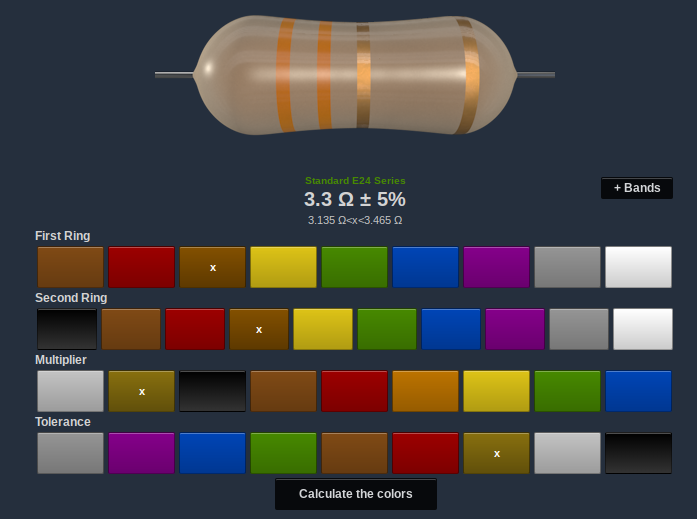 Standard E24 Series
3.3 Ω ± 5%
+ Bands
3.135 Ω<x<3.465 Ω
First Ring
x
Second Ring
x
Multiplier
x
Tolerance
x
Calculate the colors